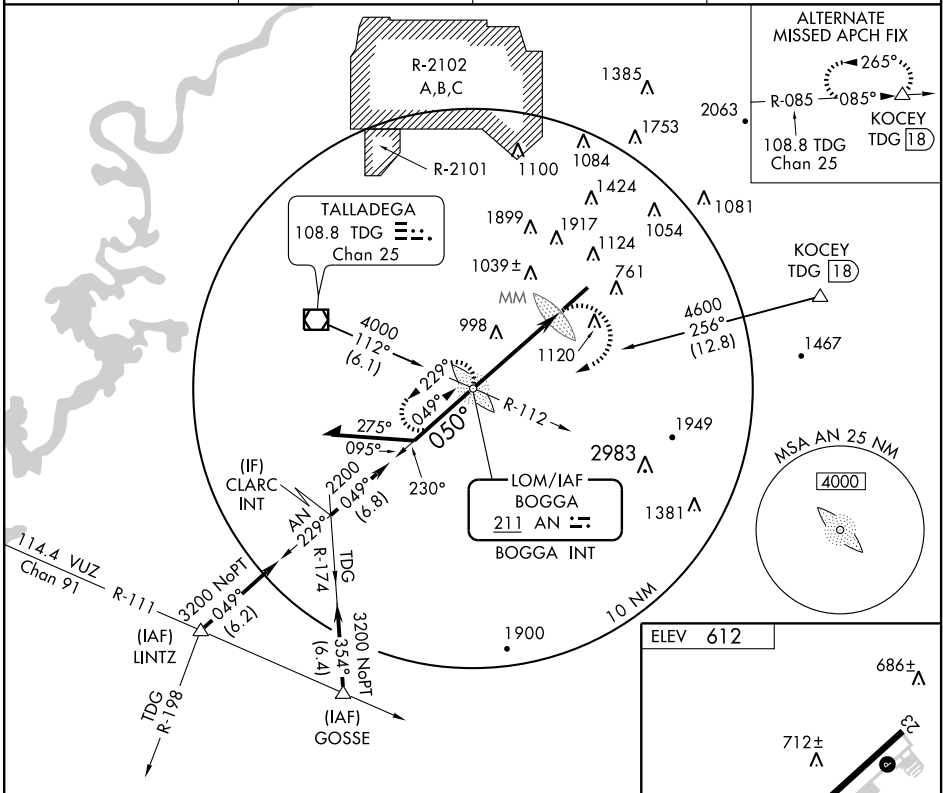 ALTERNATE
MISSED APCH FIX
265°
R-085
085°
KOCEY
TDG 18
108.8 TDG
Chan 25
R-2102
A,B,C
R-2101
1385
2063
1753
1100
1084
1424
1081
1054
1899
1917
1124
1039±
761
TALLADEGA
108.8 TDG
Chan 25
MM
998
1120
KOCEY
TDG 18
4600
256°
(12.8)
1467
4000
112°
(6.1)
229°
049°
R-112
050°
275°
095°
230°
1949
2983
1381
LOM/IAF
BOGGA
211 AN
BOGGA INT
MSA AN 25 NM
4000
(IF)
CLARC
INT
2200
049°
(6.8)
AN
229°
TDG
R-174
114.4 VUZ
Chan 91
R-111
3200 NoPT
049°
(6.2)
(IAF)
LINTZ
TDG
R-198
3200 NoPT
354°
(6.4)
(IAF)
GOSSE
10 NM
1900
ELEV 612
686±
712±
23
P